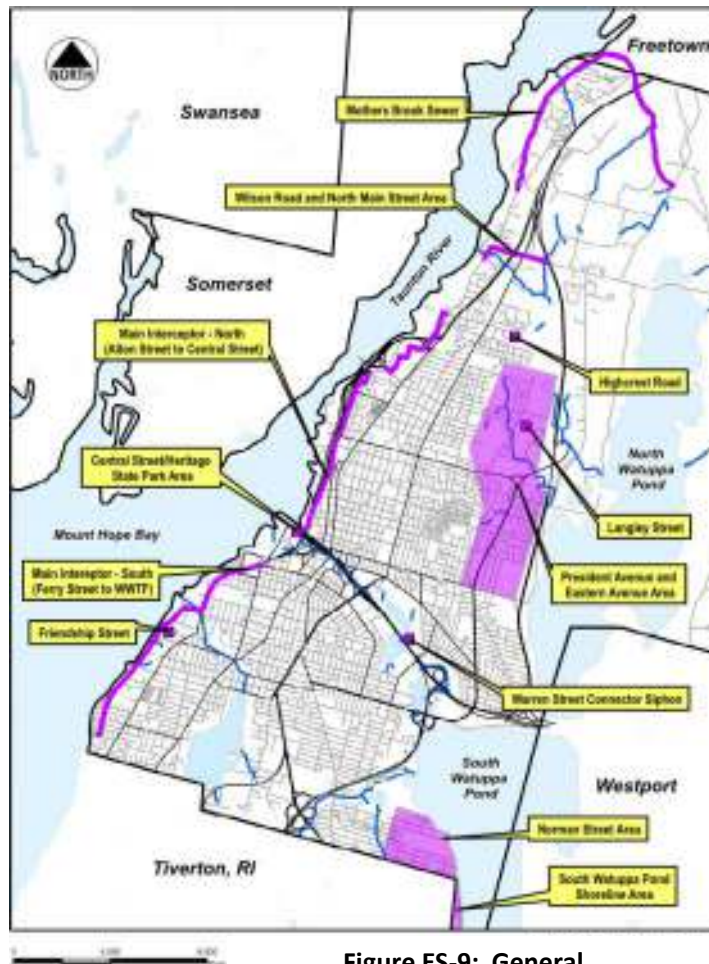 Freetown
NORTH
Swansea
Mothers Brook Sewer
Wilson Road and North Main Street Area
Taunton River
Somerset
Main Interceptor - North
(Alton Street to Central Street)
Highcrest Road
Central Street/Heritage
State Park Area
North
Watuppa
Pond
Langley Street
Mount Hope Bay
Main Interceptor - South
(Ferry Street to WWTF)
President Avenue and
Eastern Avenue Area
Friendship Street
Warren Street Connector Siphon
South
Watuppa
Pond
Westport
Norman Street Area
Tiverton, RI
South Watuppa Pond
Shoreline Area
0
Figure ES-9: General